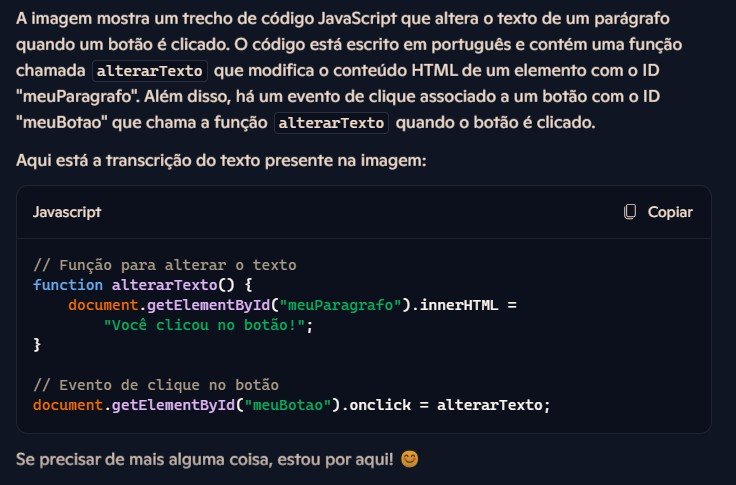 A imagem mostra um trecho de código JavaScript que altera o texto de um parágrafo
quando um botão é clicado. O código está escrito em português e contém uma função
chamada alterarTexto que modifica o conteúdo HTML de um elemento com o ID
"meuParagrafo". Além disso, há um evento de clique associado a um botão com o ID
"meuBotao" que chama a função alterarTexto quando o botão é clicado.
Aqui está a transcrição do texto presente na imagem:
Javascript Copiar
// Função para alterar o texto
function alterarTexto() {
    document.getElementById("meuParagrafo").innerHTML =
        "Você clicou no botão!";
}
// Evento de clique no botão
document.getElementById("meuBotao").onclick = alterarTexto;
Se precisar de mais alguma coisa, estou por aqui! 😊